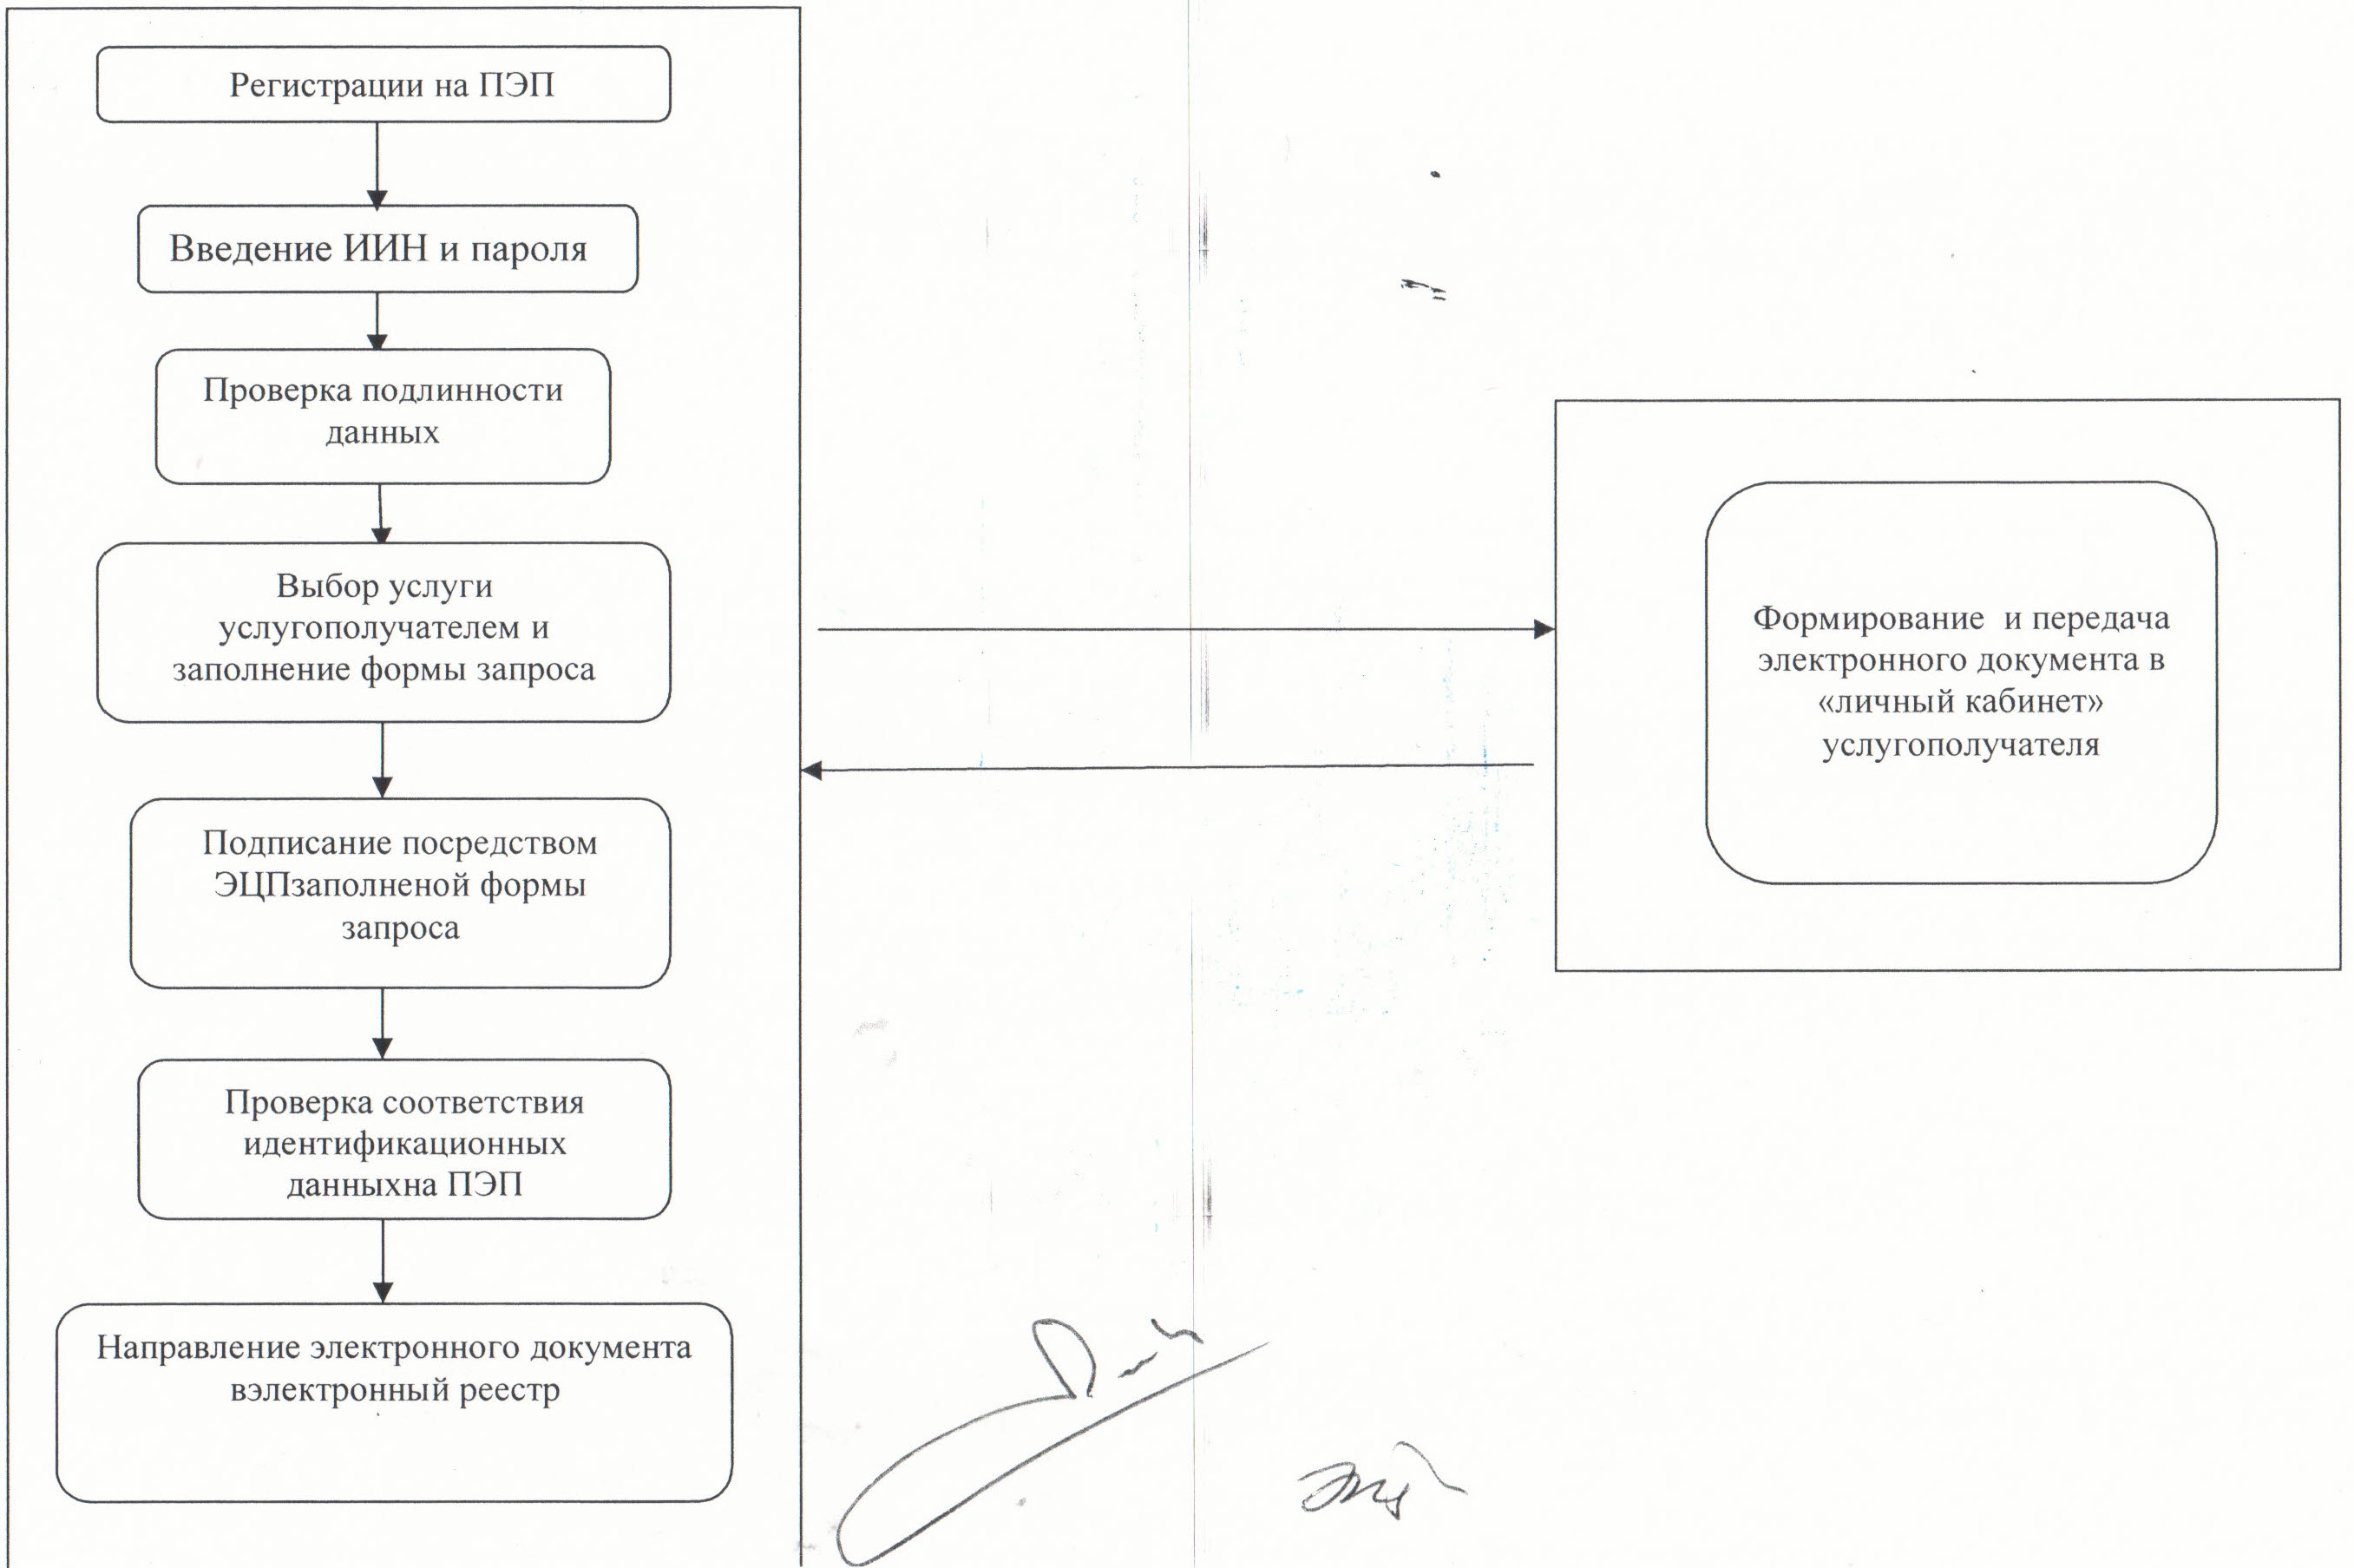 Регистрации на ПЭП
Введение ИИН и пароля
Проверка подлинности
данных
Выбор услуги
услугополучателем и
заполнение формы запроса
Подписание посредством
ЭЦПзаполненой формы
запроса
Проверка соответствия
идентификационных
данныхна ПЭП
Направление электронного документа
вэлектронный реестр
Формирование  и передача
электронного документа в
«личный кабинет»
услугополучателя